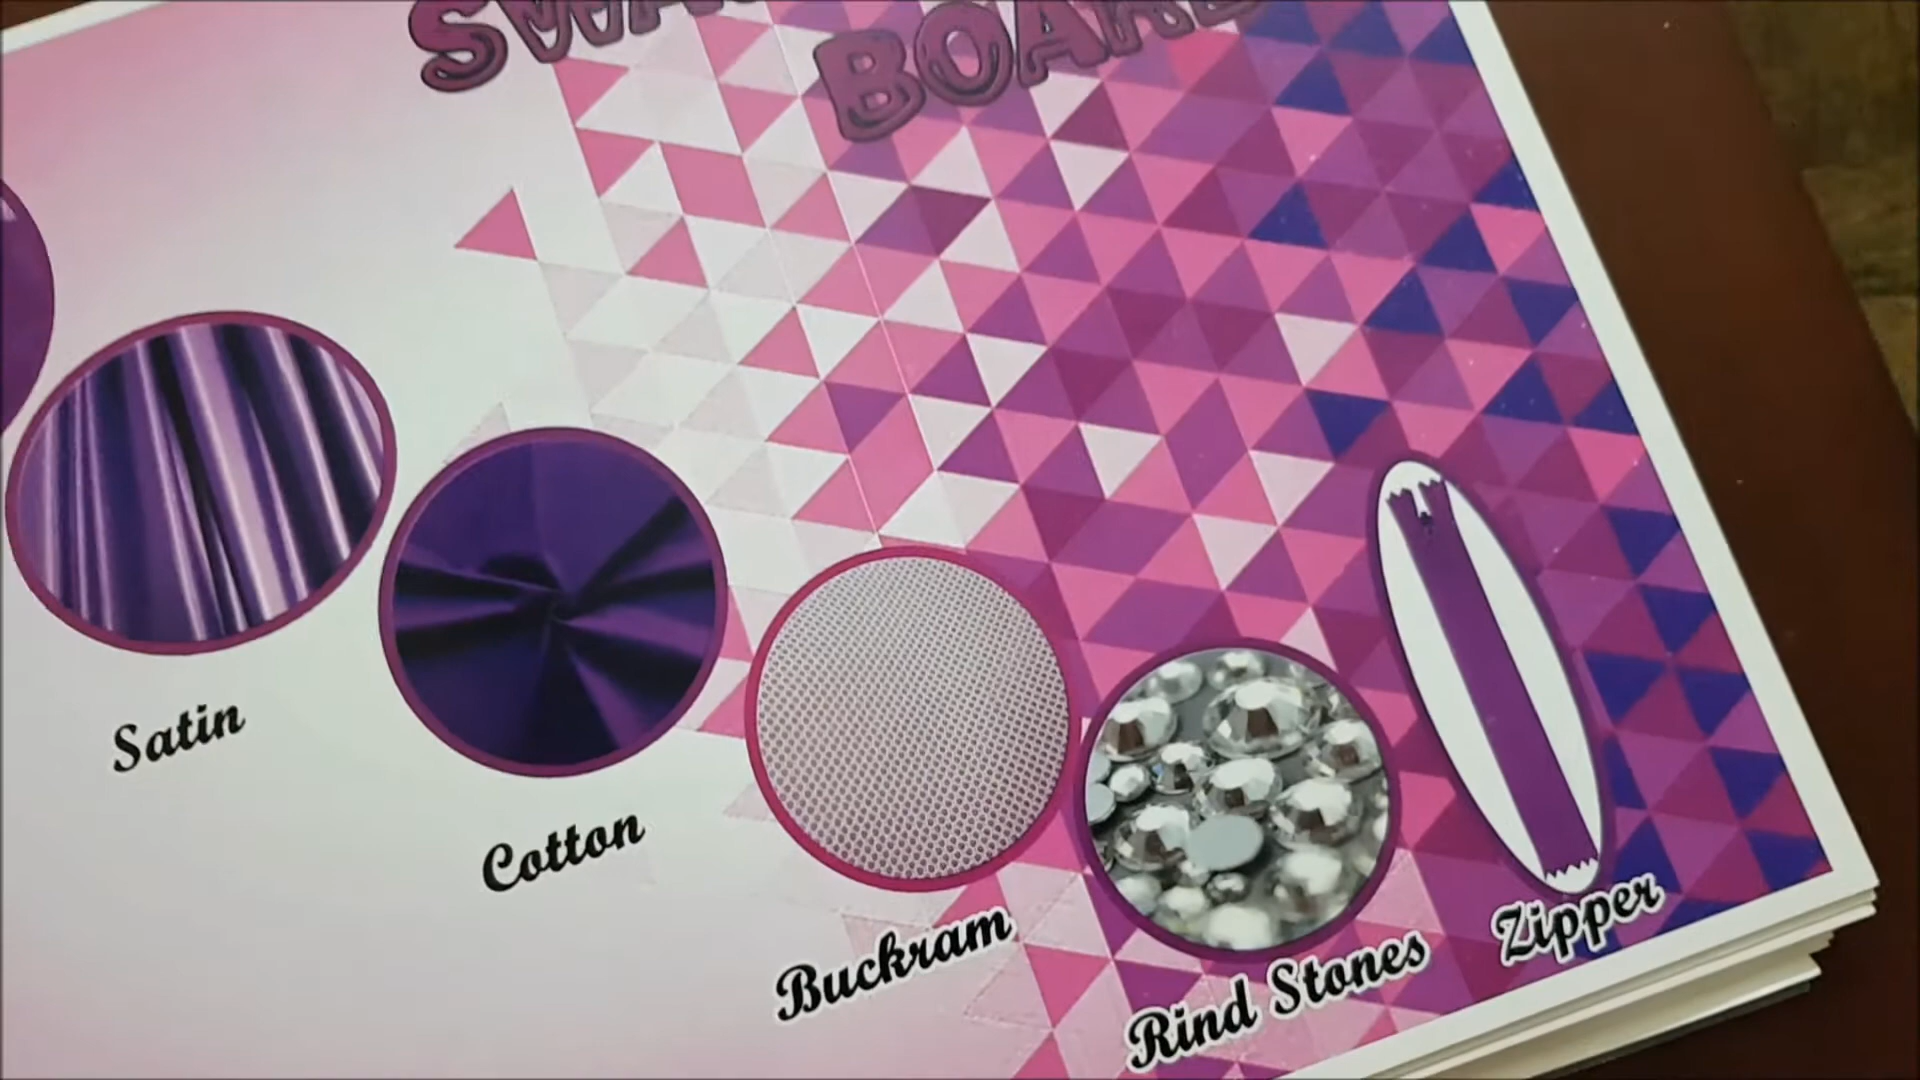 BOARD
Satin
Cotton
Buckram
Rind Stones
Zipper